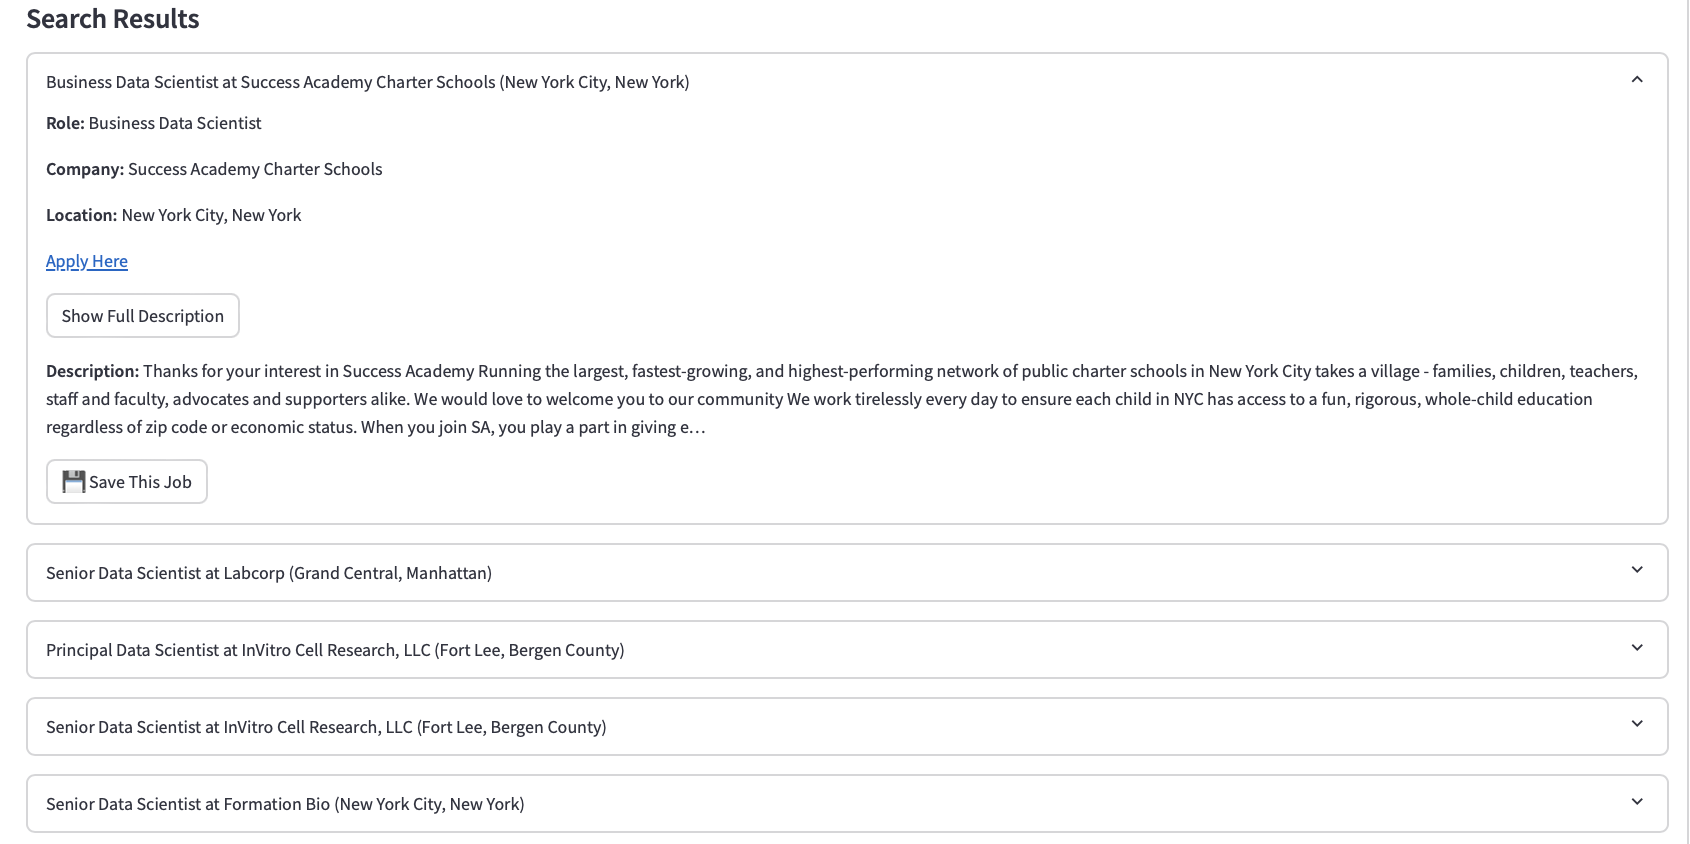 Search Results
Business Data Scientist at Success Academy Charter Schools (New York City, New York)
Role: Business Data Scientist
Company: Success Academy Charter Schools
Location: New York City, New York
Apply Here
Show Full Description
Description: Thanks for your interest in Success Academy Running the largest, fastest-growing, and highest-performing network of public charter schools in New York City takes a village - families, children, teachers,
staff and faculty, advocates and supporters alike. We would love to welcome you to our community We work tirelessly every day to ensure each child in NYC has access to a fun, rigorous, whole-child education
regardless of zip code or economic status. When you join SA, you play a part in giving e…
💾 Save This Job
Senior Data Scientist at Labcorp (Grand Central, Manhattan)
Principal Data Scientist at InVitro Cell Research, LLC (Fort Lee, Bergen County)
Senior Data Scientist at InVitro Cell Research, LLC (Fort Lee, Bergen County)
Senior Data Scientist at Formation Bio (New York City, New York)